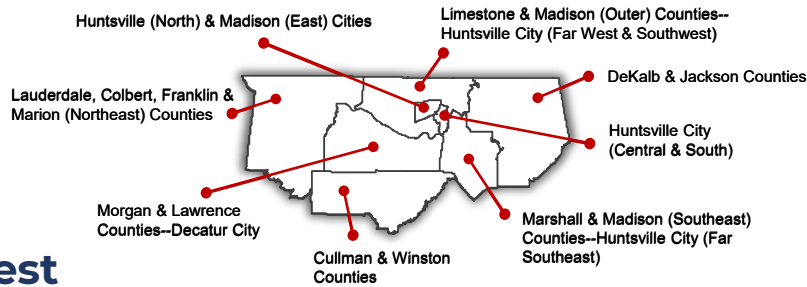 Huntsville (North) & Madison (East) Cities
Limestone & Madison (Outer) Counties--
Huntsville City (Far West & Southwest)
DeKalb & Jackson Counties
Lauderdale, Colbert, Franklin &
Marion (Northeast) Counties
Huntsville City
(Central & South)
Morgan & Lawrence
Counties--Decatur City
Marshall & Madison (Southeast)
Counties--Huntsville City (Far
Southeast)
Cullman & Winston
Counties
est